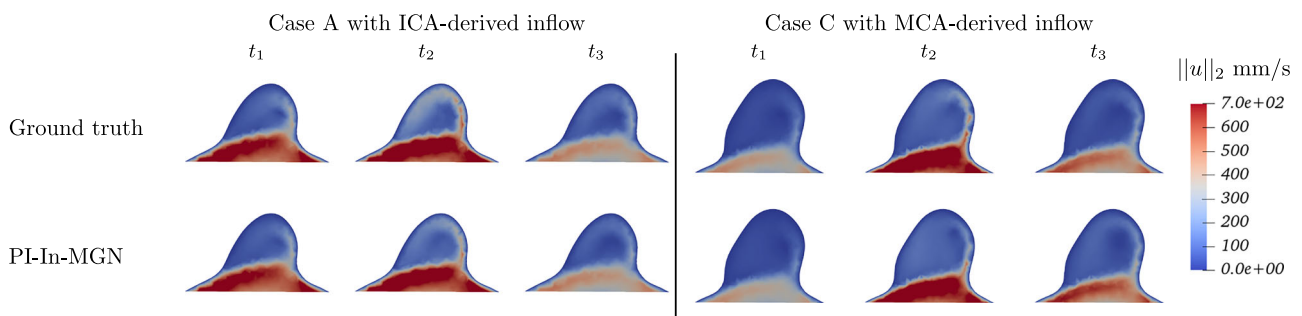 Case A with ICA-derived inflow
Case C with MCA-derived inflow
t1 t2 t3
t1 t2 t3
||u||2 mm/s
Ground truth
PI-In-MGN
7.0e+02
600
500
400
300
200
100
0.0e+00